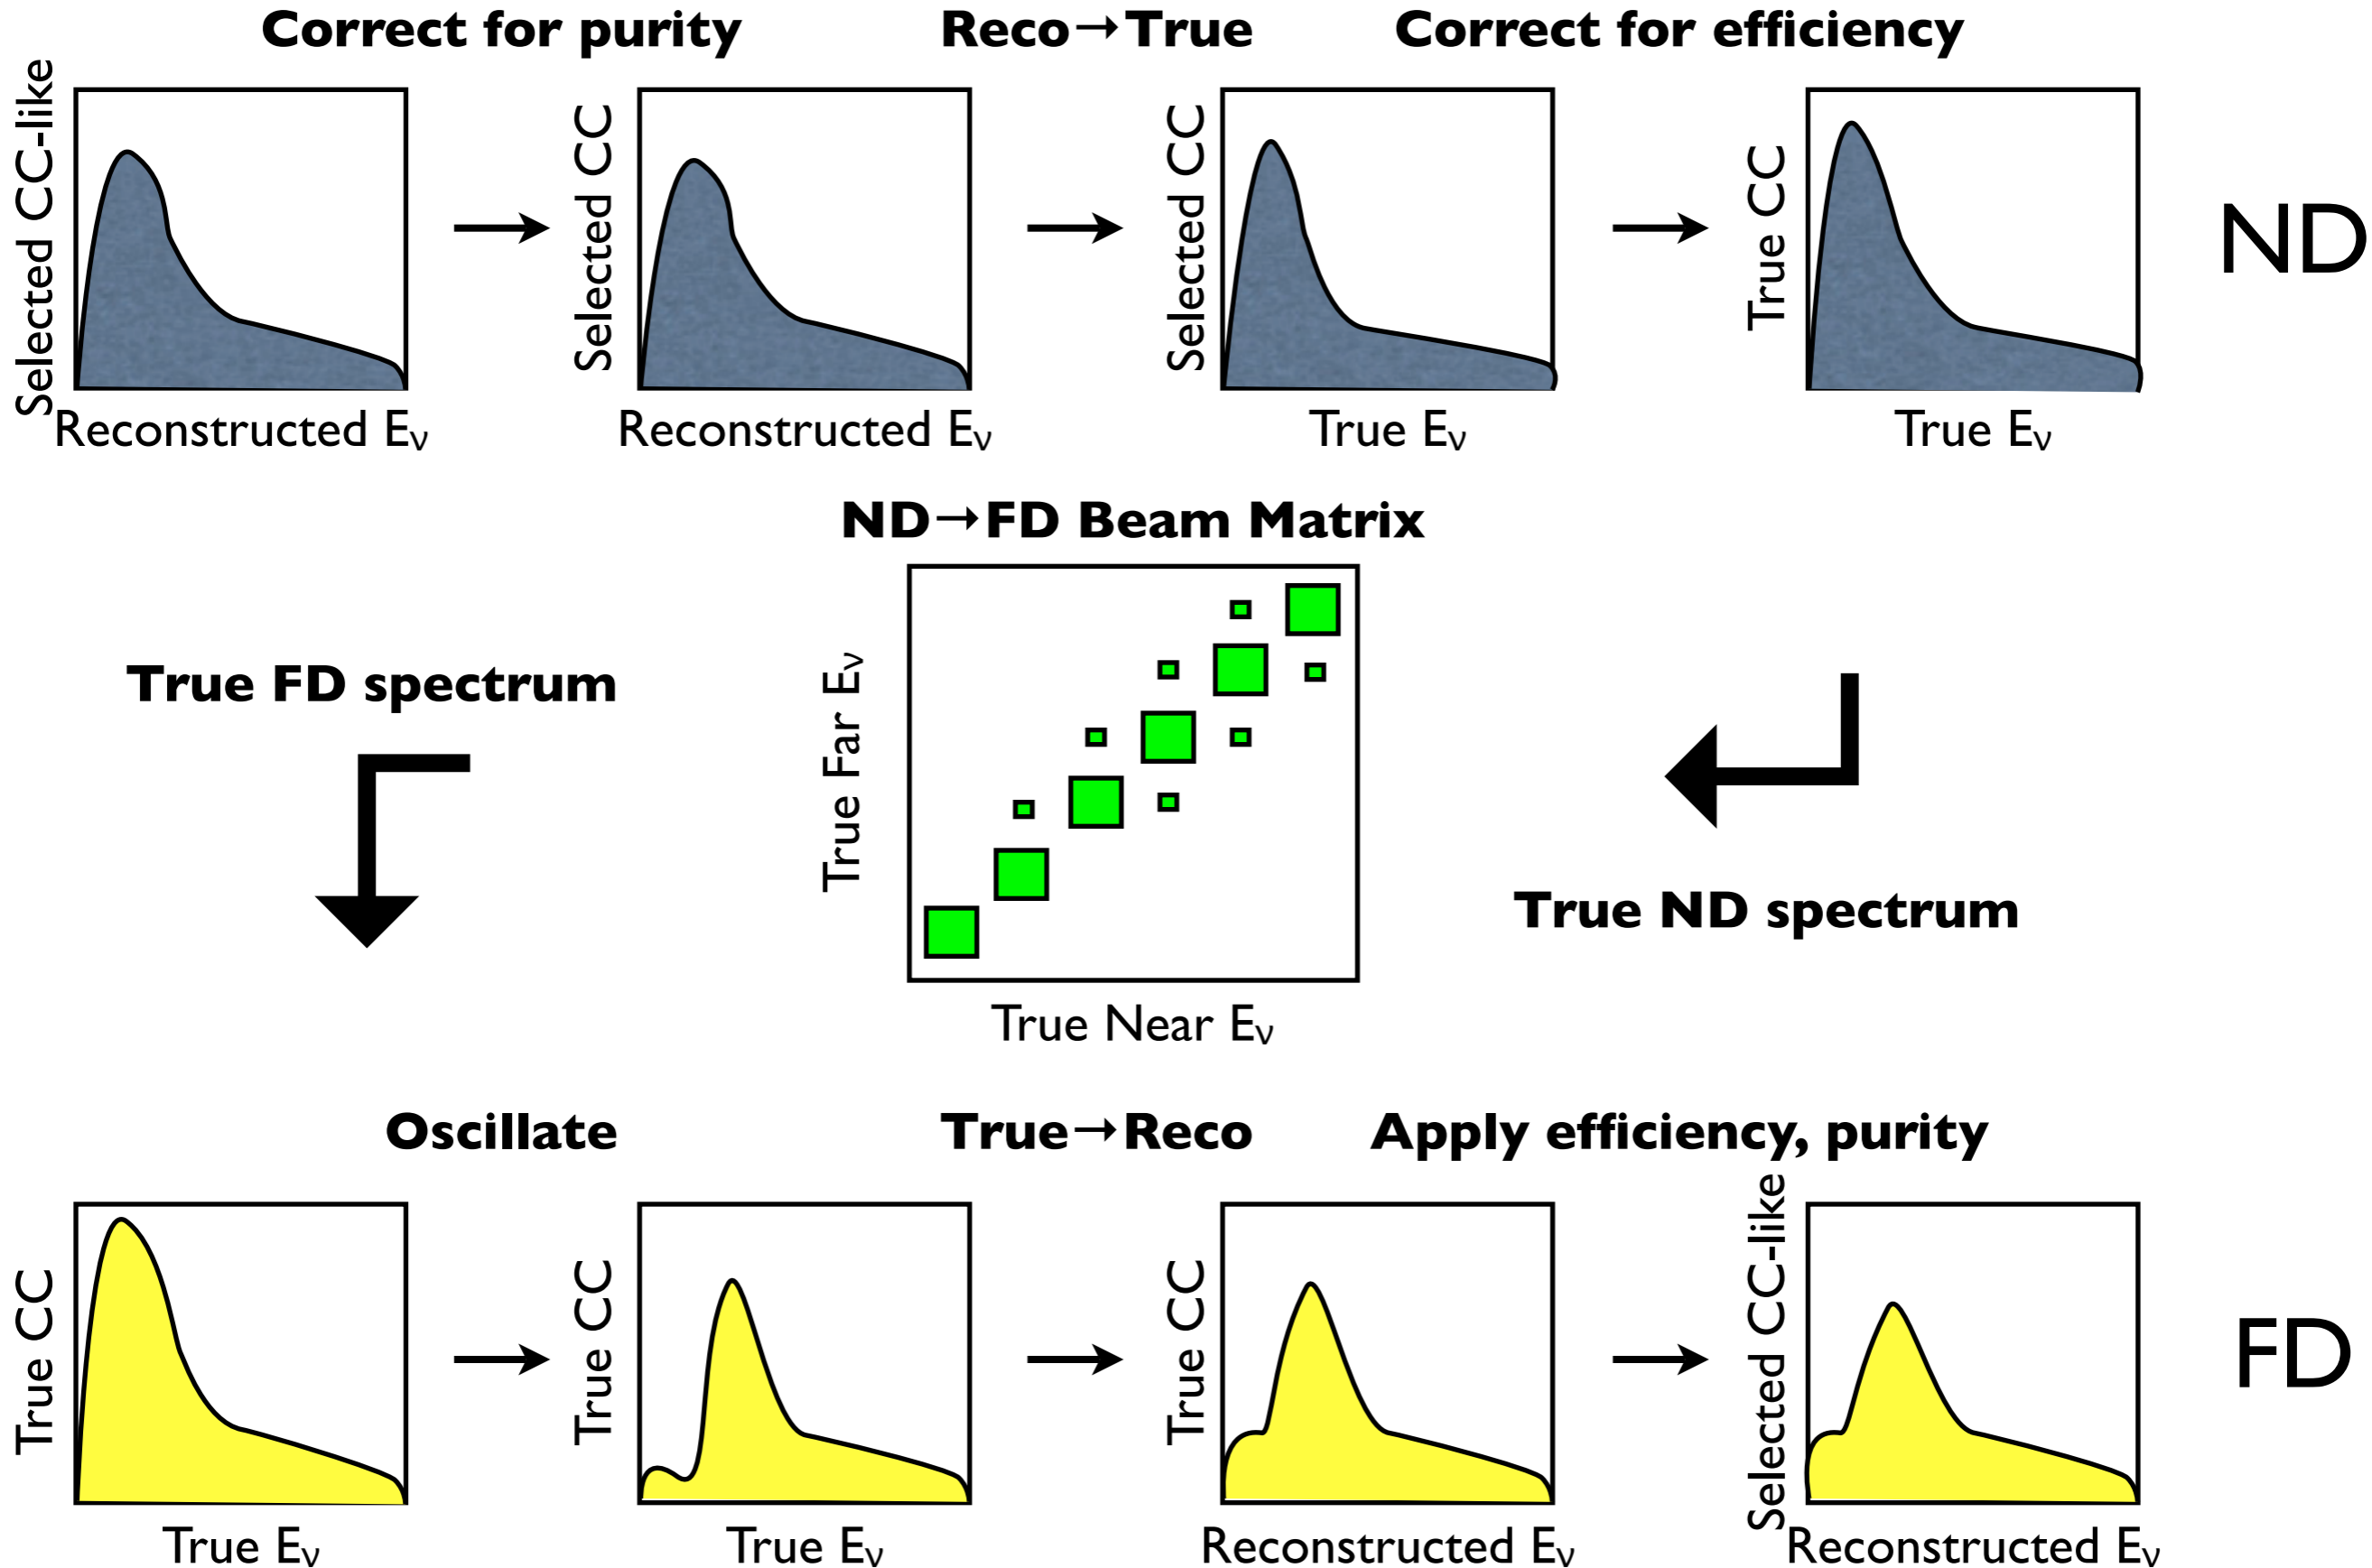 Correct for purity
Reco→True
Correct for efficiency
Selected CC-like
Reconstructed Eν
Selected CC
Reconstructed Eν
Selected CC
True Eν
True CC
True Eν
ND
ND→FD Beam Matrix
True FD spectrum
True Far Eν
True Near Eν
True ND spectrum
Oscillate
True→Reco
Apply efficiency, purity
True CC
True Eν
True CC
True Eν
True CC
Reconstructed Eν
Selected CC-like
Reconstructed Eν
FD